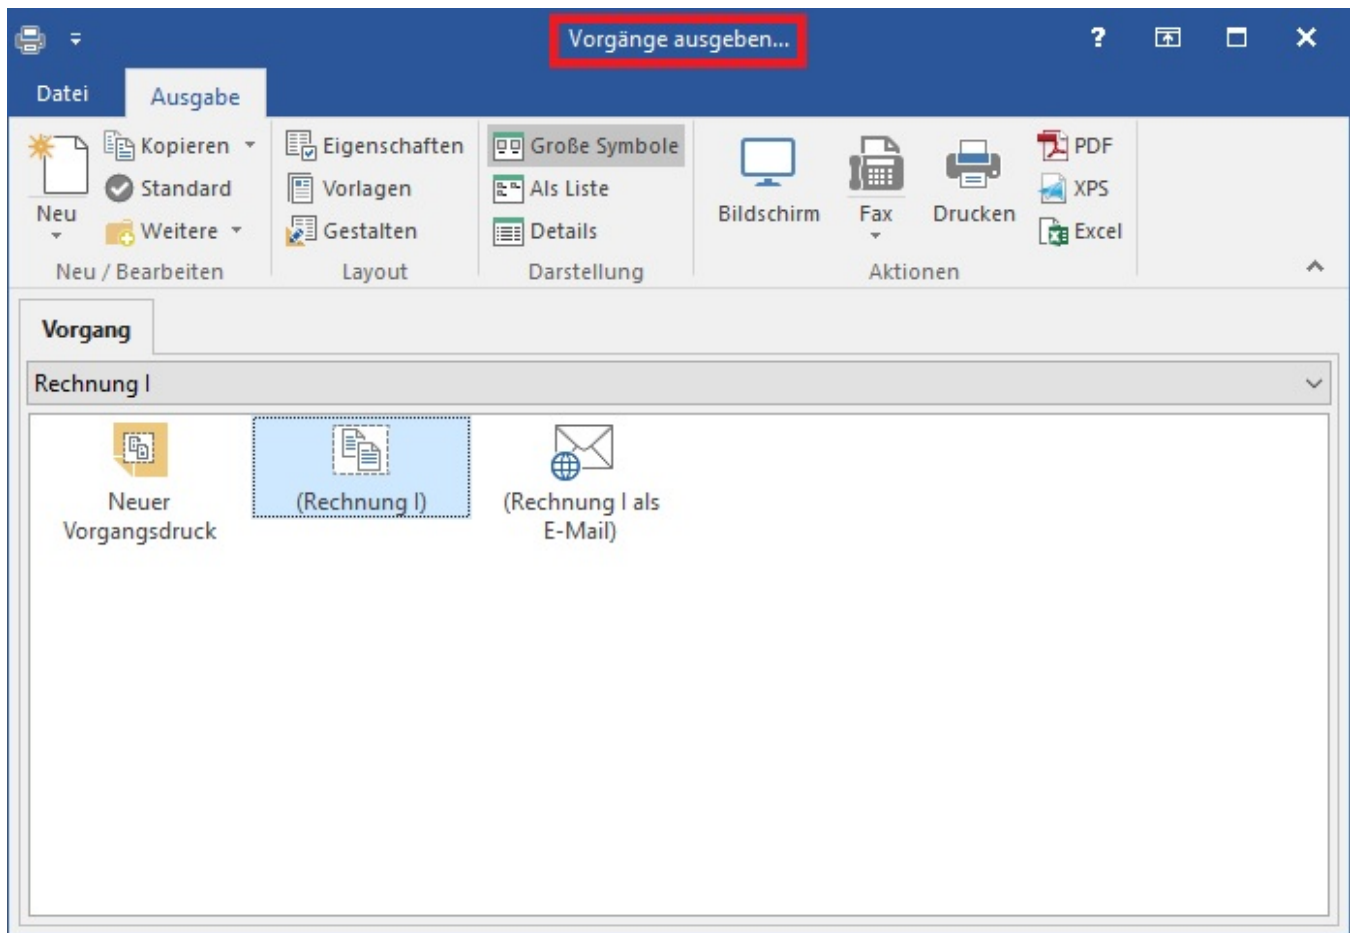 Vorgänge ausgeben...
?
Datei
Ausgabe
Neu
Kopieren
Standard
Weitere
Neu / Bearbeiten
Eigenschaften
Vorlagen
Gestalten
Layout
Große Symbole
Als Liste
Details
Darstellung
Bildschirm
Fax
Drucken
PDF
XPS
Excel
Aktionen
Vorgang
Rechnung I
Neuer
Vorgangsdruck
(Rechnung I)
(Rechnung I als
E-Mail)